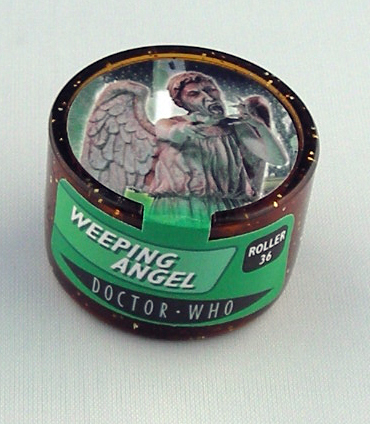 WEEPING
ANGEL
ROLLER
36
DOCTOR·WHO